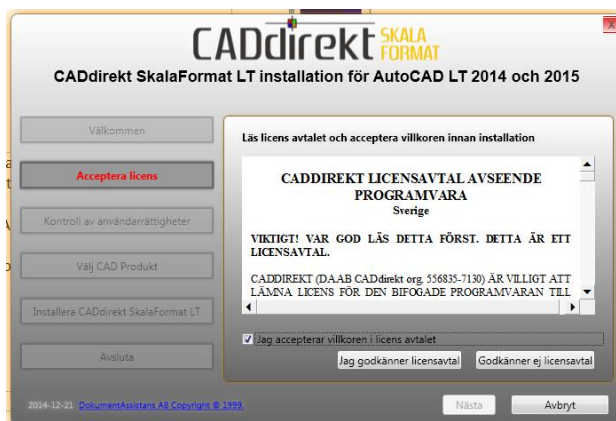 CADdirekt SKALA FORMAT
CADdirekt SkalaFormat LT installation för AutoCAD LT 2014 och 2015
Välkommen
Acceptera licens
Kontroll av användarrättigheter
Välj CAD Produkt
Installera CADdirekt SkalaFormat LT
Avsluta
Läs licens avtalet och acceptera villkoren innan installation
CADDIREKT LICENSAVTAL AVSEENDE
PROGRAMVARA
Sverige
VIKTIGT! VAR GOD LÄS DETTA FÖRST. DETTA ÄR ETT
LICENSAVTAL.
CADDIREKT (DAAB CADdirekt org. 556835-7130) ÄR VILLIGT ATT
LÄMNA LICENS FÖR DEN BIFOGADE PROGRAMVARAN TILL
Jag accepterar villkoren i licens avtalet
Jag godkänner licensavtal
Godkänner ej licensavtal
2014-12-21 DokumentAssistans AB Copyright © 1999.
Nästa
Avbryt